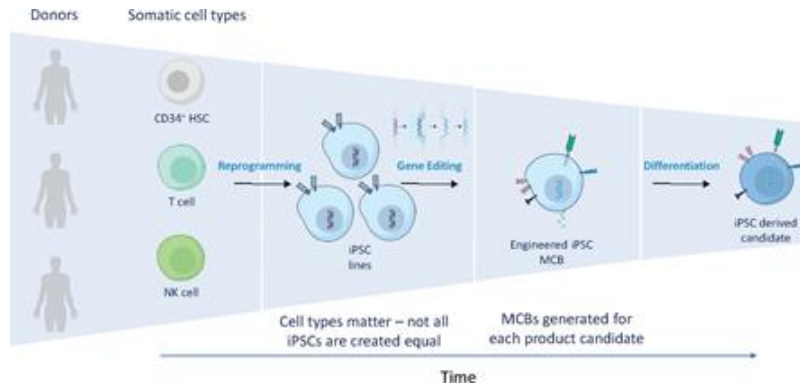 Donors
Somatic cell types
CD34⁺ HSC
T cell
NK cell
Reprogramming
iPSC
lines
Gene Editing
Engineered iPSC
MCB
Differentiation
iPSC derived
candidate
Cell types matter – not all
iPSCs are created equal
MCBs generated for
each product candidate
Time